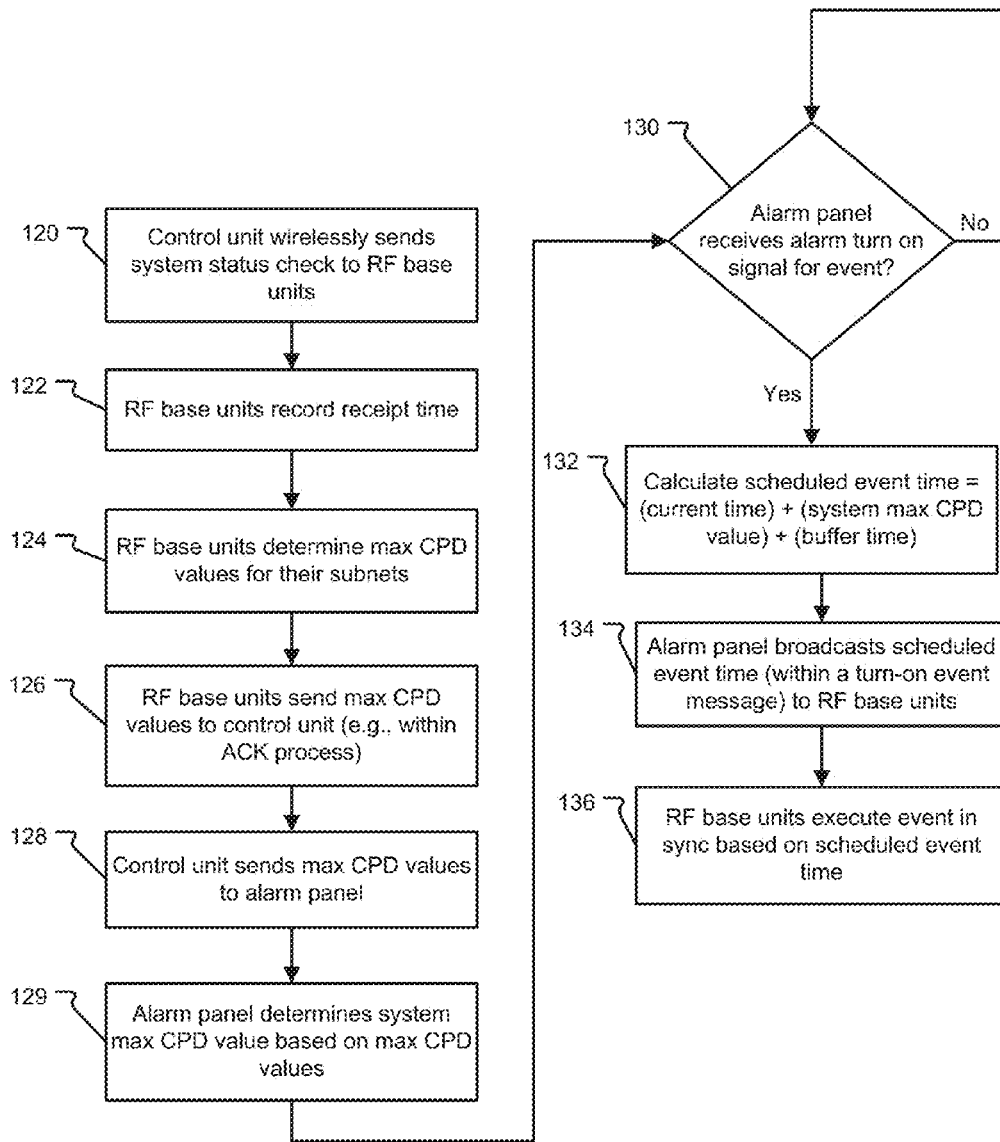 120
Control unit wirelessly sends
system status check to RF base
units
122
RF base units record receipt time
124
RF base units determine max CPD
values for their subnets
126
RF base units send max CPD
values to control unit (e.g., within
ACK process)
128
Control unit sends max CPD values
to alarm panel
129
Alarm panel determines system
max CPD value based on max CPD
values
130
Alarm panel
receives alarm turn on
signal for event?
No
Yes
132
Calculate scheduled event time =
(current time) + (system max CPD
value) + (buffer time)
134
Alarm panel broadcasts scheduled
event time (within a turn-on event
message) to RF base units
136
RF base units execute event in
sync based on scheduled event
time